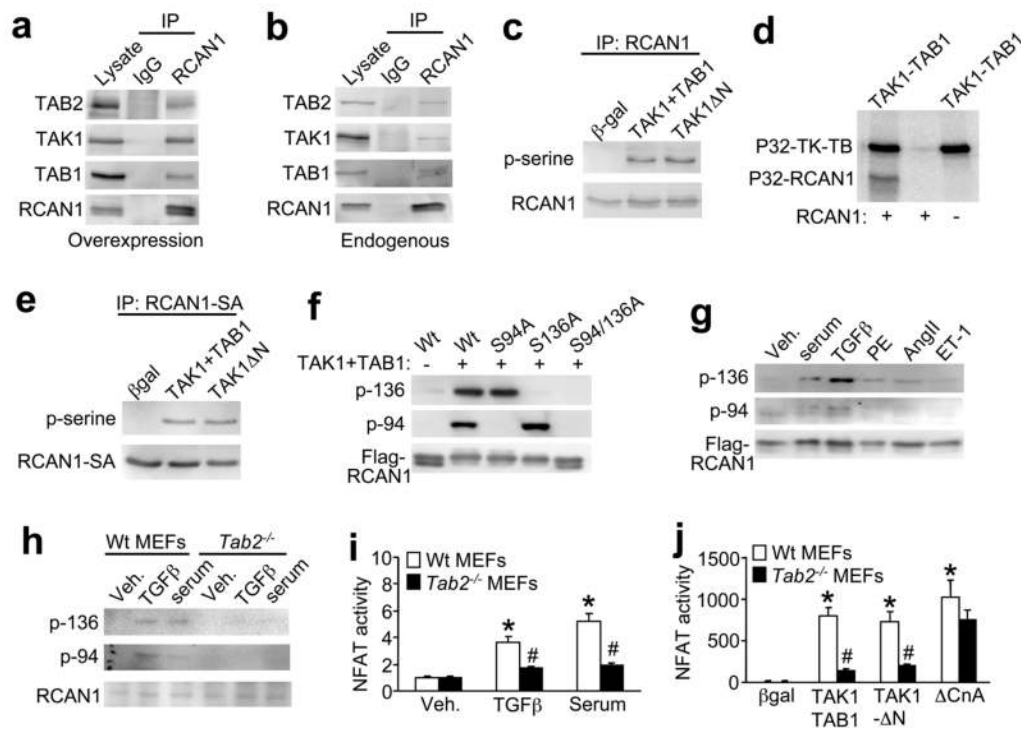 a
IP
Lysate IgG RCAN1
TAB2
TAK1
TAB1
RCAN1
Overexpression
b
IP
Lysate IgG RCAN1
TAB2
TAK1
TAB1
RCAN1
Endogenous
c
IP: RCAN1
β-gal TAK1+TAB1 TAK1ΔN
p-serine
RCAN1
d
TAK1-TAB1 TAK1-TAB1
P32-TK-TB
P32-RCAN1
RCAN1: + + -
e
IP: RCAN1-SA
βgal TAK1+TAB1 TAK1ΔN
p-serine
RCAN1-SA
f
Wt Wt S94A S136A S94/136A
TAK1+TAB1: - + + + +
p-136
p-94
Flag-
RCAN1
g
Veh. serum TGFβ PE AngII ET-1
p-136
p-94
Flag-
RCAN1
h
Wt MEFs Tab2-/-
Veh. TGFβ serum Veh. TGFβ serum
p-136
p-94
RCAN1
i
Wt MEFs
Tab2-/- MEFs
NFAT activity
10
8
6
4
2
0
* #
* #
Veh. TGFβ Serum
j
Wt MEFs
Tab2-/- MEFs
NFAT activity
1500
1000
750
500
250
0
* #
* #
*
βgal TAK1 TAK1 ΔCnA
TAB1 -ΔN